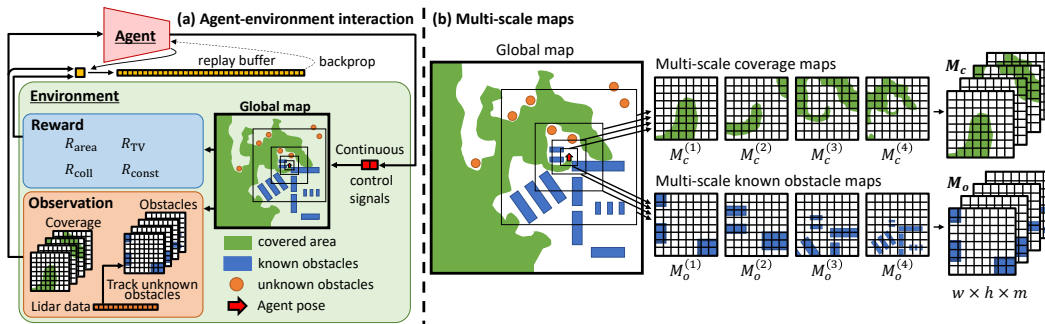 (a) Agent-environment interaction
Agent
replay buffer
backprop
Environment
Reward
R_area R_TV
R_coll R_const
Global map
Continuous
control
signals
Observation
Coverage
Obstacles
Track unknown
obstacles
Lidar data
covered area
known obstacles
unknown obstacles
Agent pose
(b) Multi-scale maps
Global map
Multi-scale coverage maps
M_c^(1) M_c^(2) M_c^(3) M_c^(4)
M_c
Multi-scale known obstacle maps
M_o^(1) M_o^(2) M_o^(3) M_o^(4)
M_o
w × h × m